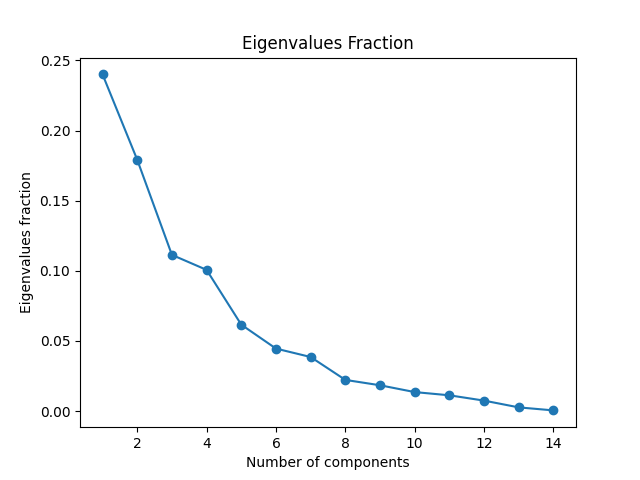 Eigenvalues Fraction
0.25
0.20
0.15
0.10
0.05
0.00
Eigenvalues fraction
2 4 6 8 10 12 14
Number of components